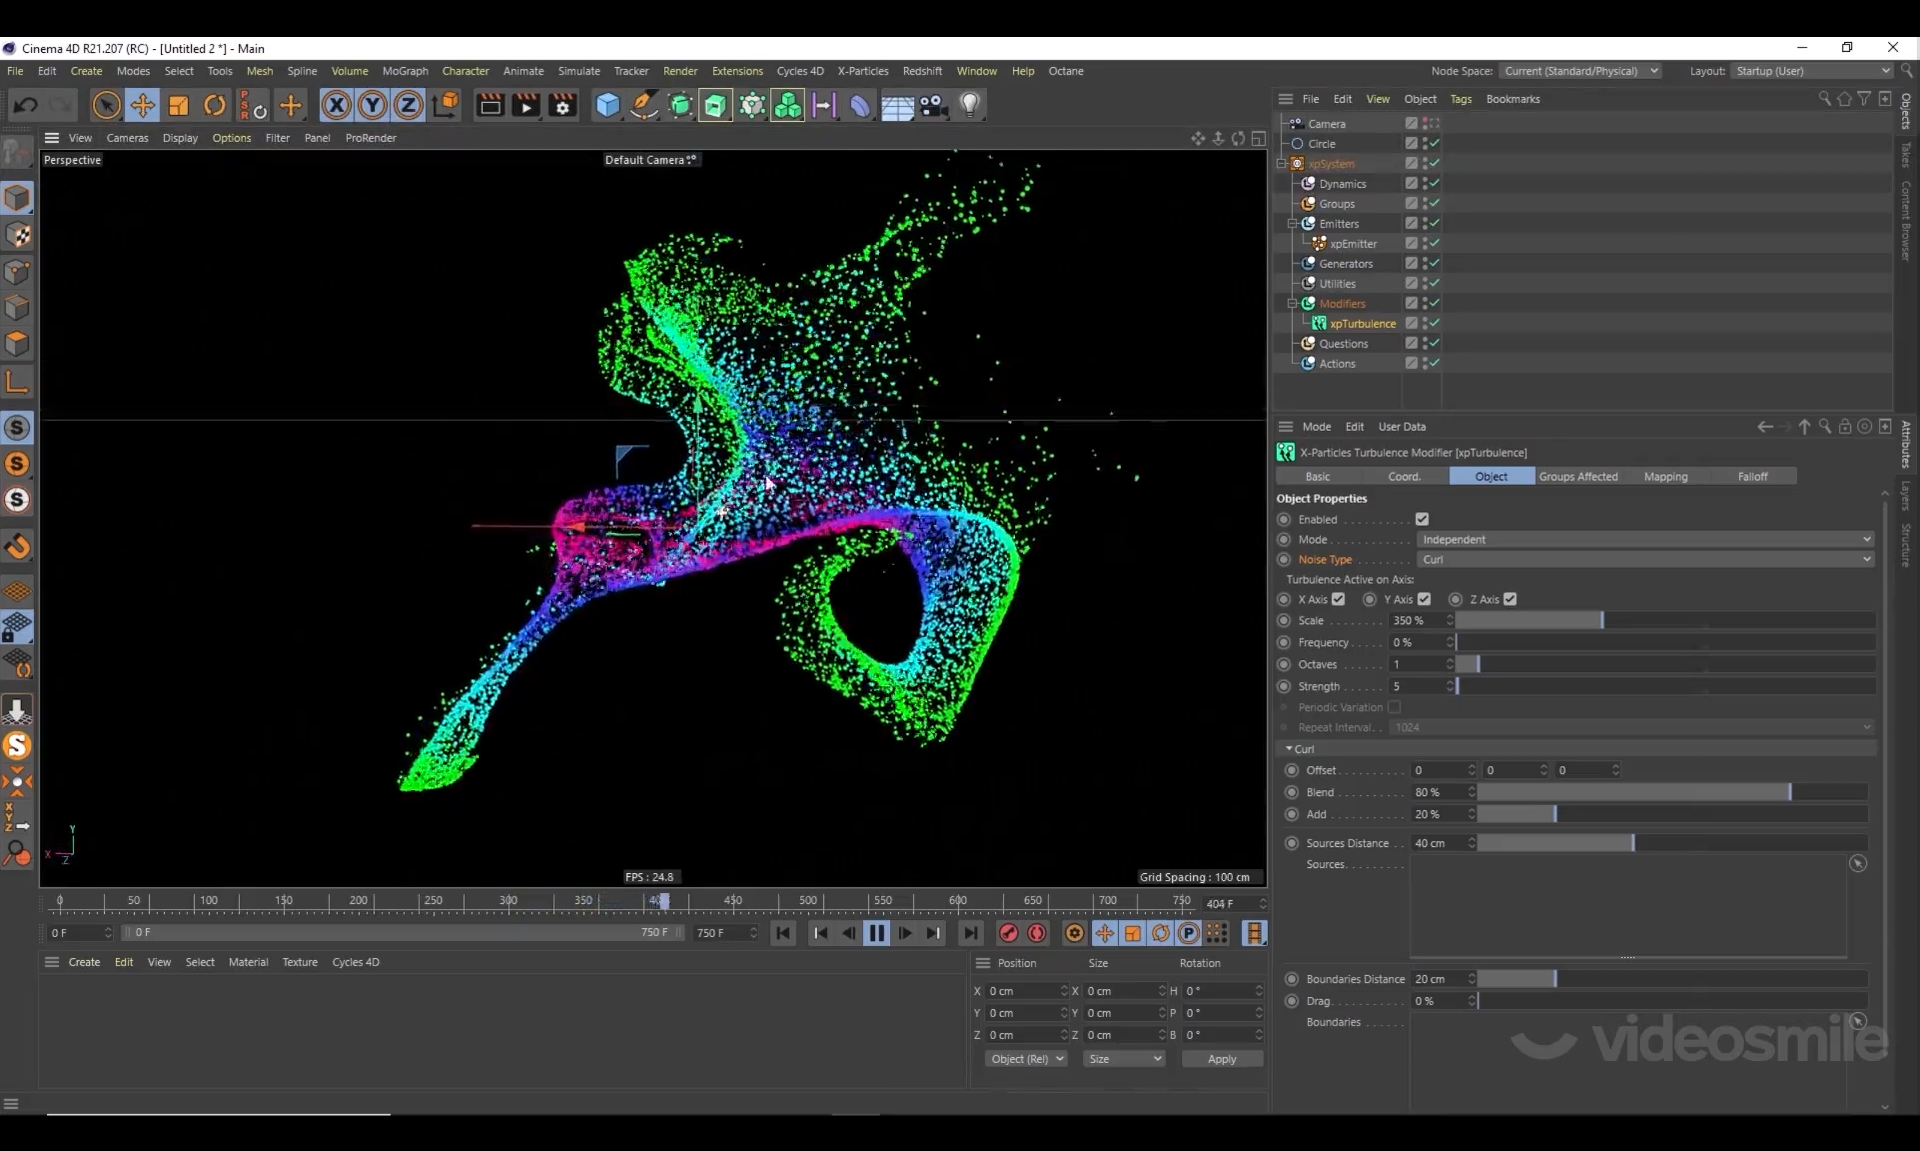 Cinema 4D R21.207 (RC) - [Untitled 2 *] - Main
File Edit Create Modes Select Tools Mesh Spline Volume MoGraph Character Animate Simulate Tracker Render Extensions Cycles 4D X-Particles Redshift Window Help Octane
Node Space: Current (Standard/Physical) Layout: Startup (User)
File Edit View Object Tags Bookmarks
View Cameras Display Options Filter Panel ProRender
Perspective
Default Camera
Camera
Circle
xpSystem
Dynamics
Groups
Emitters
xpEmitter
Generators
Utilities
Modifiers
xpTurbulence
Questions
Actions
Objects
Takes
Content Browser
Mode Edit User Data
X-Particles Turbulence Modifier [xpTurbulence]
Basic Coord. Object Groups Affected Mapping Falloff
Object Properties
Enabled
Mode Independent
Noise Type Curl
Turbulence Active on Axis:
X Axis Y Axis Z Axis
Scale 350 %
Frequency 0 %
Octaves 1
Strength 5
Periodic Variation
Repeat Interval 1024
Curl
Offset 0 0 0
Blend 80 %
Add 20 %
Sources Distance 40 cm
Sources
Boundaries Distance 20 cm
Drag 0 %
Boundaries
Attributes
Layers
Structure
videosmile
Y
X
Z
FPS : 24.8
Grid Spacing : 100 cm
0 50 100 150 200 250 300 350 450 500 550 600 650 700 750
404 F
0 F 0 F 750 F 750 F
Create Edit View Select Material Texture Cycles 4D
Position Size Rotation
X 0 cm X 0 cm H 0 °
Y 0 cm Y 0 cm P 0 °
Z 0 cm Z 0 cm B 0 °
Object (Rel) Size Apply